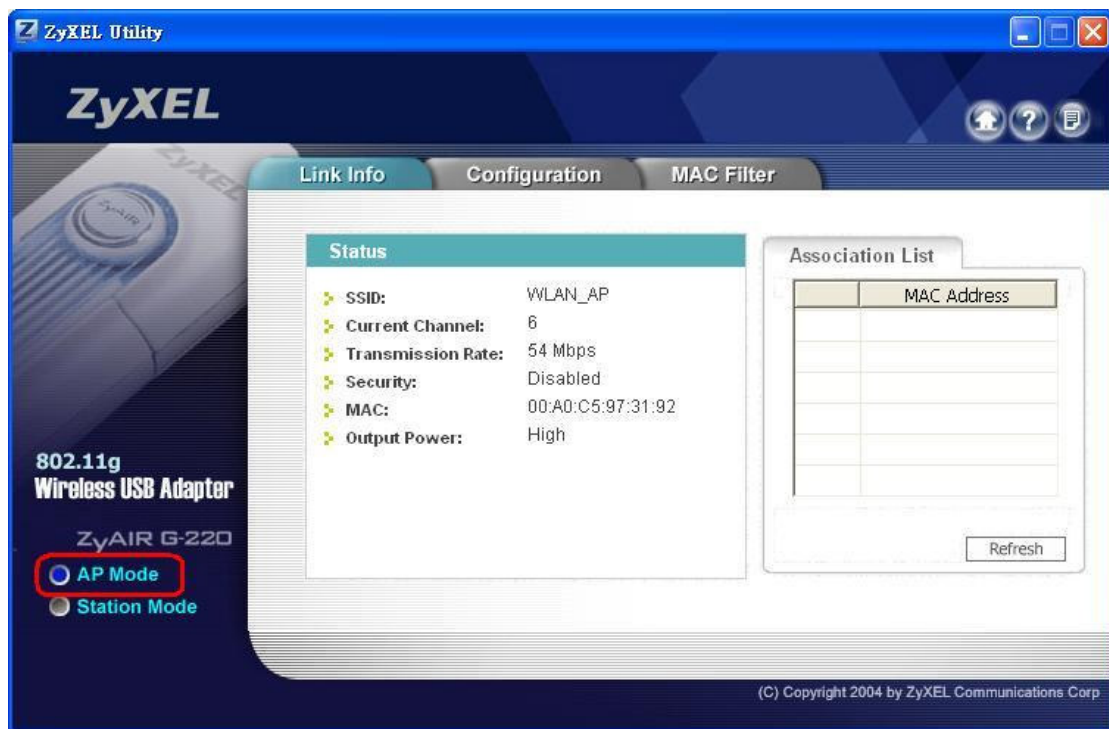 ZyXEL Utility
ZyXEL
?
ZyXEL
ZyAIR
Link Info
Configuration
MAC Filter
Status
SSID: WLAN_AP
Current Channel: 6
Transmission Rate: 54 Mbps
Security: Disabled
MAC: 00:A0:C5:97:31:92
Output Power: High
Association List
MAC Address
Refresh
802.11g
Wireless USB Adapter
ZyAIR G-220
AP Mode
Station Mode
(C) Copyright 2004 by ZyXEL Communications Corp